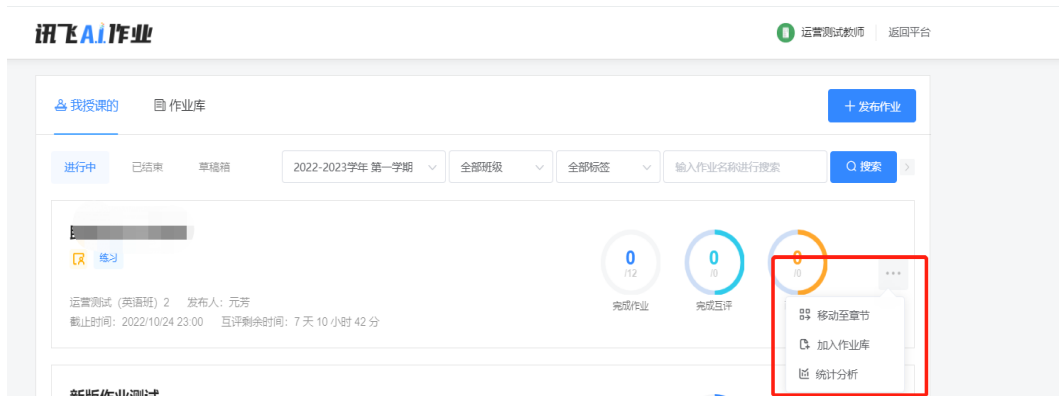 讯飞A.I.作业
运营测试教师 返回平台
我授课的 作业库 + 发布作业
进行中 已结束 草稿箱 2022-2023学年 第一学期 全部班级 全部标签 输入作业名称进行搜索 搜索
练习
0 0 0
/12 /0 /0
完成作业 完成互评
运营测试（英语班）2 发布人：元芳
截止时间：2022/10/24 23:00 互评剩余时间：7 天 10 小时 42 分
移动至章节
加入作业库
统计分析
新版作业测试